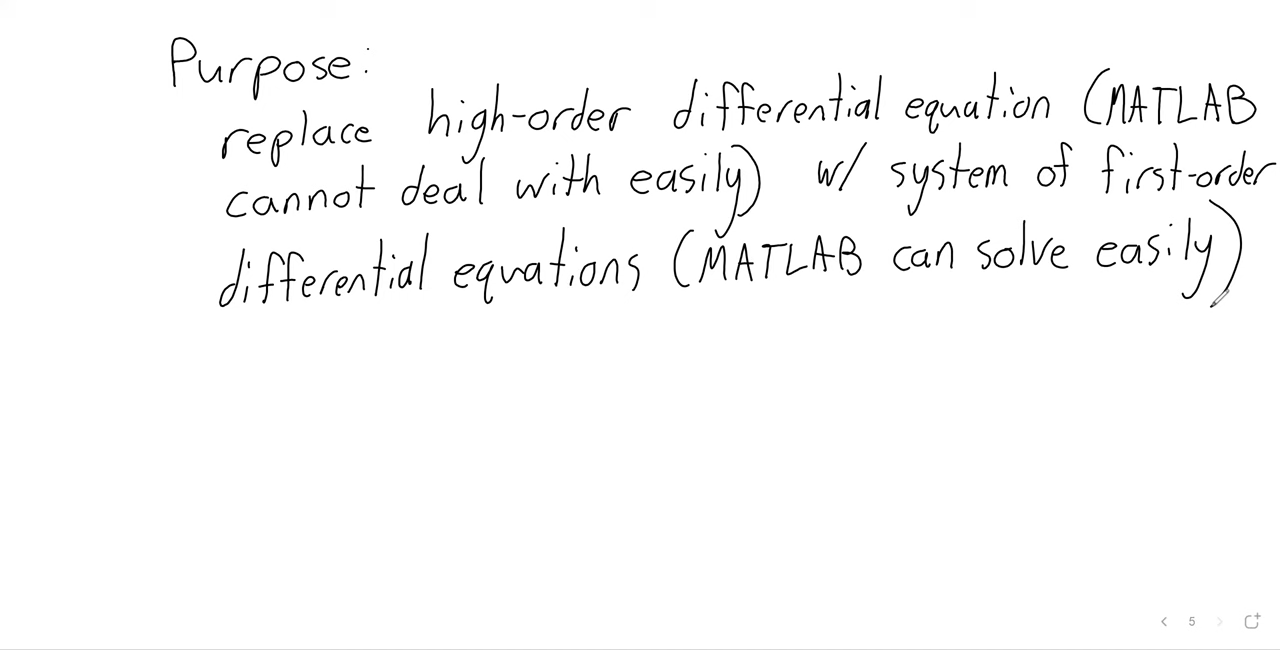 Purpose:
replace high-order differential equation (MATLAB
cannot deal with easily) w/ system of first-order
differential equations (MATLAB can solve easily)
5